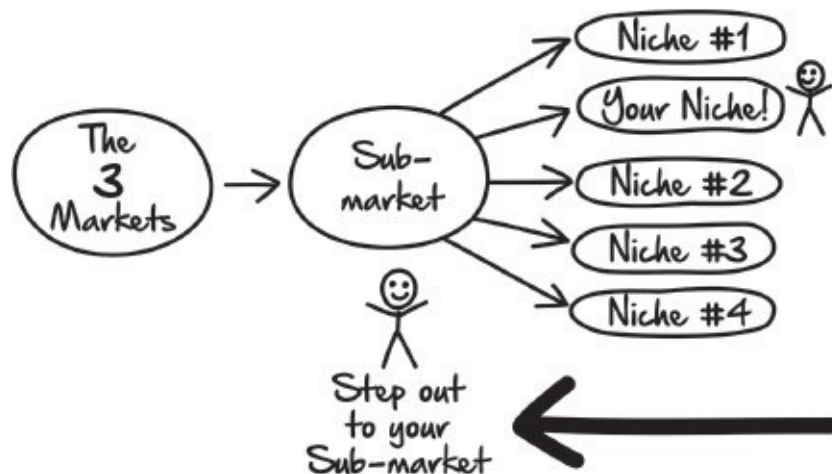 The
3
Markets
Sub-
market
Niche #1
Your Niche!
Niche #2
Niche #3
Niche #4
Step out
to your
Sub-market